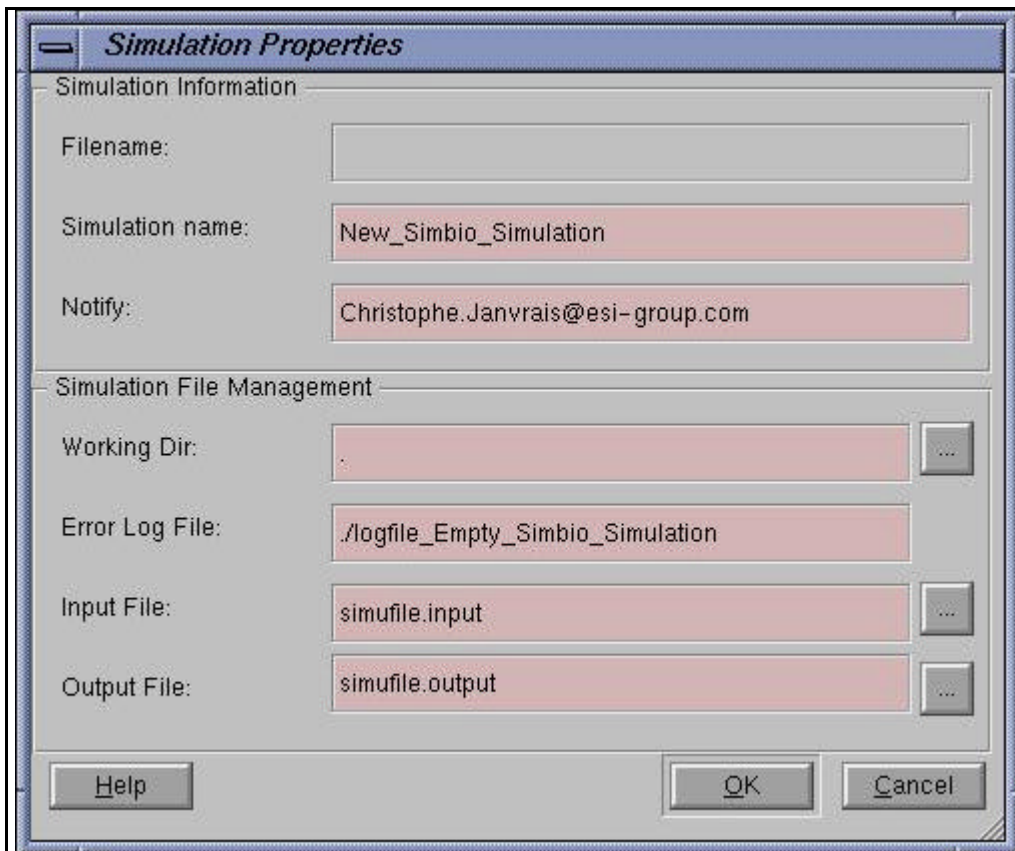 Simulation Properties
Simulation Information
Filename:
Simulation name: New_Simbio_Simulation
Notify: Christophe.Janvrais@esi-group.com
Simulation File Management
Working Dir: . ...
Error Log File: ./logfile_Empty_Simbio_Simulation
Input File: simufile.input ...
Output File: simufile.output ...
Help OK Cancel